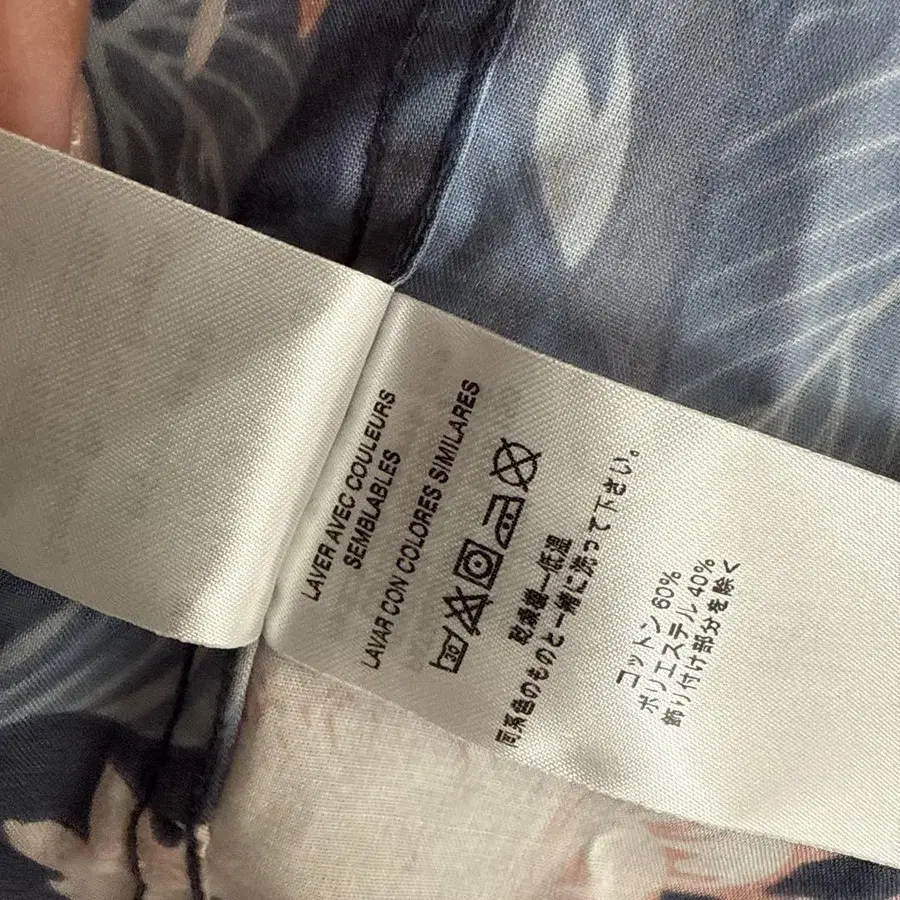 LAVER AVEC COULEURS
SEMBLABLES
LAVAR CON COLORES SIMILARES
30
乾燥機ー低温
同系色のものと一緒に洗って下さい。
コットン 60%
ポリエステル 40%
飾り付け部分を除く